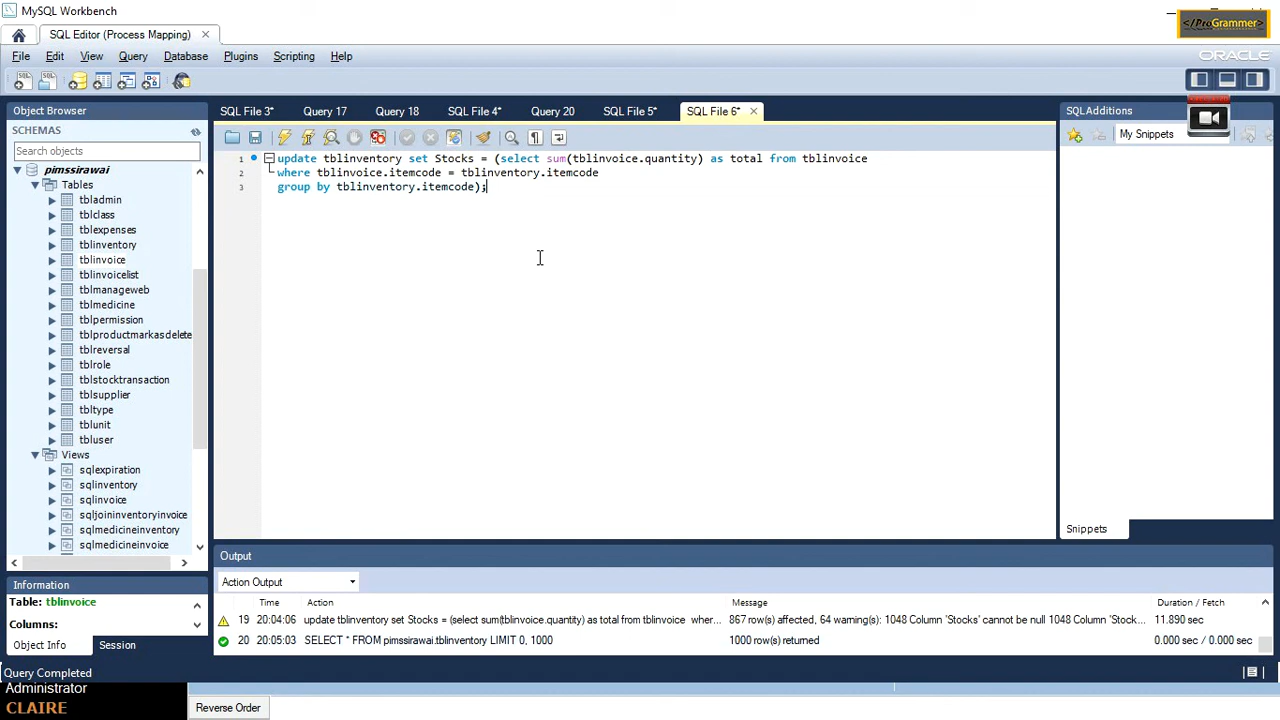 MySQL Workbench
</ProGrammer>
SQL Editor (Process Mapping)
File Edit View Query Database Plugins Scripting Help
ORACLE
Object Browser
SQL File 3* Query 17 Query 18 SQL File 4* Query 20 SQL File 5* SQL File 6*
SQLAdditions
SCHEMAS
My Snippets
Search objects
pimssirawai
Tables
tbladmin
tblclass
tblexpenses
tblinventory
tblinvoice
tblinvoicelist
tblmanageweb
tblmedicine
tblpermission
tblproductmarkasdelete
tblreversal
tblrole
tblstocktransaction
tblsupplier
tbltype
tblunit
tbluser
Views
sqlexpiration
sqlinventory
sqlinvoice
sqljoininventoryinvoice
sqlmedicineinventory
sqlmedicineinvoice
1 update tblinventory set Stocks = (select sum(tblinvoice.quantity) as total from tblinvoice
2 where tblinvoice.itemcode = tblinventory.itemcode
3 group by tblinventory.itemcode);
Snippets
Output
Action Output
Time Action Message Duration / Fetch
19 20:04:06 update tblinventory set Stocks = (select sum(tblinvoice.quantity) as total from tblinvoice wher... 867 row(s) affected, 64 warning(s): 1048 Column 'Stocks' cannot be null 1048 Column 'Stock... 11.890 sec
20 20:05:03 SELECT * FROM pimssirawai.tblinventory LIMIT 0, 1000 1000 row(s) returned 0.000 sec / 0.000 sec
Information
Table: tblinvoice
Columns:
Object Info Session
Query Completed
Administrator
CLAIRE
Reverse Order